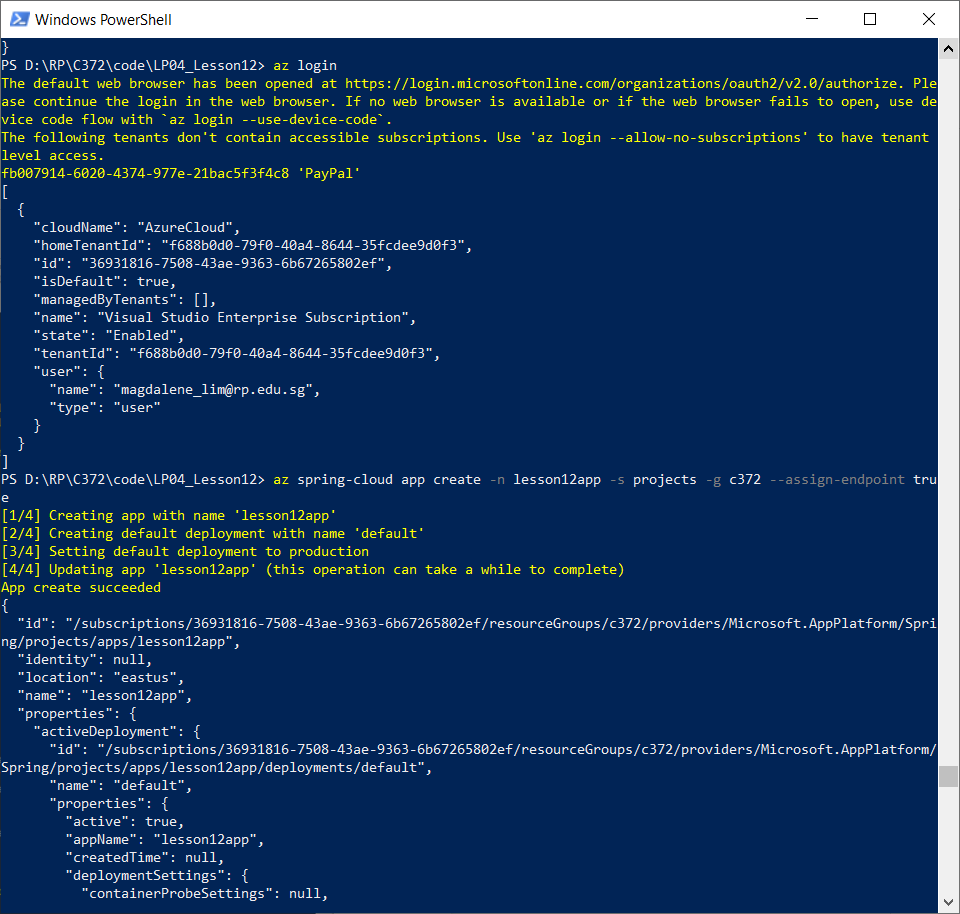 Windows PowerShell
}
PS D:\RP\C372\code\LP04_Lesson12> az login
The default web browser has been opened at https://login.microsoftonline.com/organizations/oauth2/v2.0/authorize. Ple
ase continue the login in the web browser. If no web browser is available or if the web browser fails to open, use de
vice code flow with `az login --use-device-code`.
The following tenants don't contain accessible subscriptions. Use 'az login --allow-no-subscriptions' to have tenant
level access.
fb007914-6020-4374-977e-21bac5f3f4c8 'PayPal'
[
  {
    "cloudName": "AzureCloud",
    "homeTenantId": "f688b0d0-79f0-40a4-8644-35fcdee9d0f3",
    "id": "36931816-7508-43ae-9363-6b67265802ef",
    "isDefault": true,
    "managedByTenants": [],
    "name": "Visual Studio Enterprise Subscription",
    "state": "Enabled",
    "tenantId": "f688b0d0-79f0-40a4-8644-35fcdee9d0f3",
    "user": {
      "name": "magdalene_lim@rp.edu.sg",
      "type": "user"
    }
  }
]
PS D:\RP\C372\code\LP04_Lesson12> az spring-cloud app create -n lesson12app -s projects -g c372 --assign-endpoint tru
e
[1/4] Creating app with name 'lesson12app'
[2/4] Creating default deployment with name 'default'
[3/4] Setting default deployment to production
[4/4] Updating app 'lesson12app' (this operation can take a while to complete)
App create succeeded
{
  "id": "/subscriptions/36931816-7508-43ae-9363-6b67265802ef/resourceGroups/c372/providers/Microsoft.AppPlatform/Spri
ng/projects/apps/lesson12app",
  "identity": null,
  "location": "eastus",
  "name": "lesson12app",
  "properties": {
    "activeDeployment": {
      "id": "/subscriptions/36931816-7508-43ae-9363-6b67265802ef/resourceGroups/c372/providers/Microsoft.AppPlatform/
Spring/projects/apps/lesson12app/deployments/default",
      "name": "default",
      "properties": {
        "active": true,
        "appName": "lesson12app",
        "createdTime": null,
        "deploymentSettings": {
          "containerProbeSettings": null,